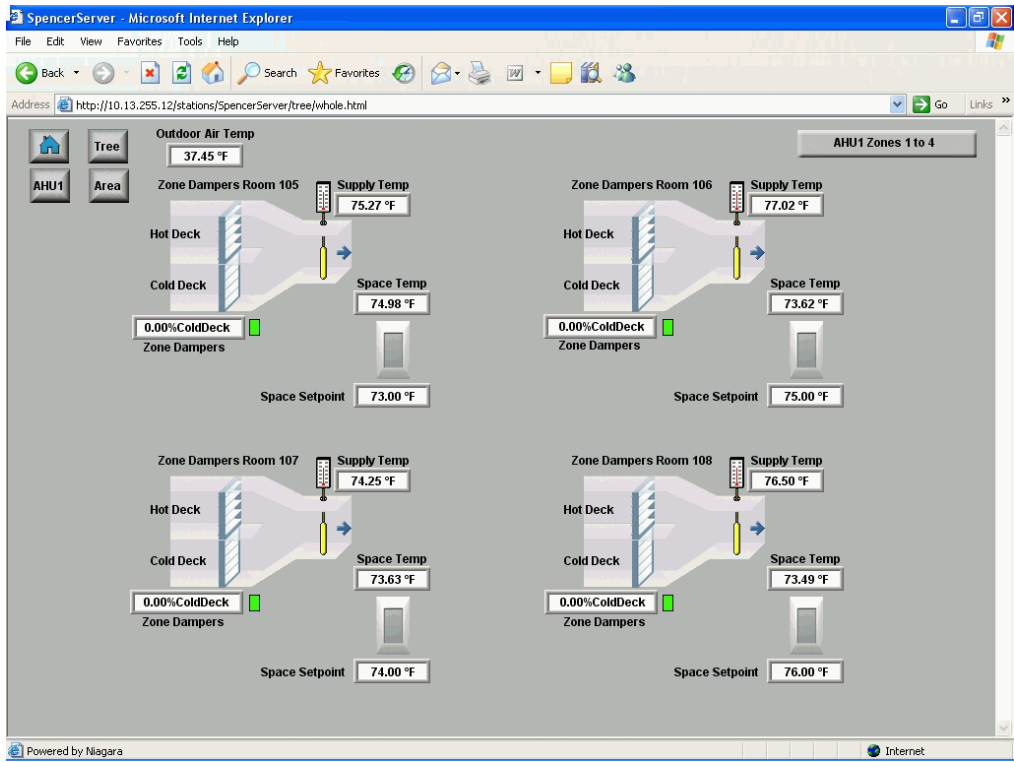 SpencerServer - Microsoft Internet Explorer
File Edit View Favorites Tools Help
Back Search Favorites
Address http://10.13.255.12/stations/SpencerServer/tree/whole.html Go Links »
Outdoor Air Temp
Tree 37.45 °F AHU1 Zones 1 to 4
AHU1 Area
Zone Dampers Room 105 Supply Temp
75.27 °F
Hot Deck
Cold Deck Space Temp
74.98 °F
0.00%ColdDeck
Zone Dampers
Space Setpoint 73.00 °F
Zone Dampers Room 106 Supply Temp
77.02 °F
Hot Deck
Cold Deck Space Temp
73.62 °F
0.00%ColdDeck
Zone Dampers
Space Setpoint 75.00 °F
Zone Dampers Room 107 Supply Temp
74.25 °F
Hot Deck
Cold Deck Space Temp
73.63 °F
0.00%ColdDeck
Zone Dampers
Space Setpoint 74.00 °F
Zone Dampers Room 108 Supply Temp
76.50 °F
Hot Deck
Cold Deck Space Temp
73.49 °F
0.00%ColdDeck
Zone Dampers
Space Setpoint 76.00 °F
Powered by Niagara Internet